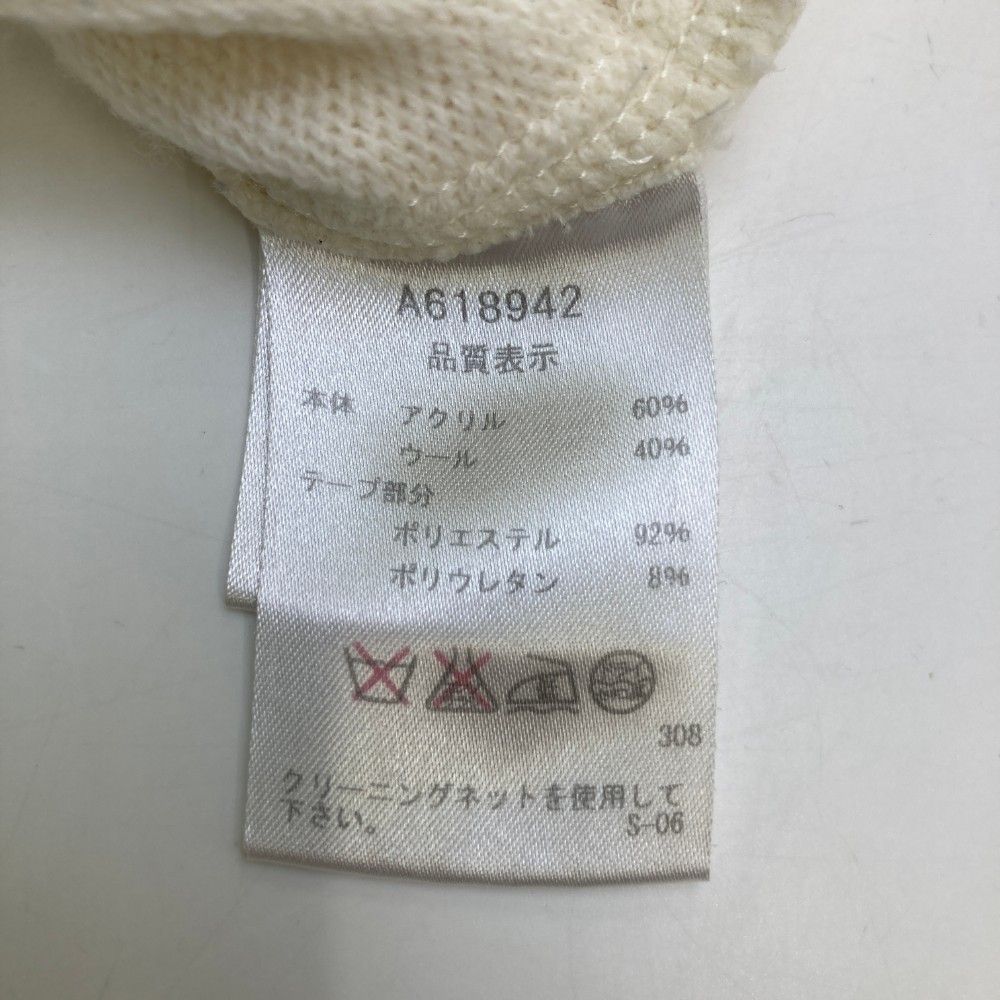 A618942
品質表示
本体 アクリル 60%
ウール 40%
テープ部分
ポリエステル 92%
ポリウレタン 8%
308
クリーニングネットを使用して
下さい。 S-06